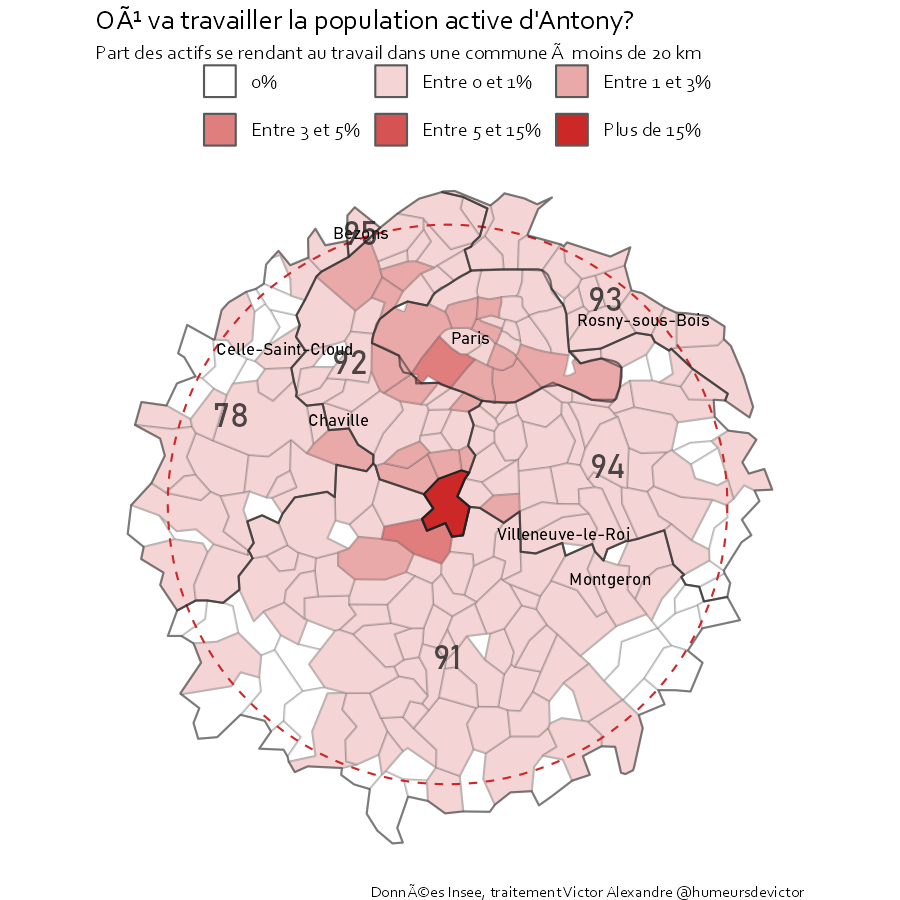 OÃ¹ va travailler la population active d'Antony?
Part des actifs se rendant au travail dans une commune Ã  moins de 20 km
0%
Entre 0 et 1%
Entre 1 et 3%
Entre 3 et 5%
Entre 5 et 15%
Plus de 15%
95
Bezons
93
Rosny-sous-Bois
Paris
Celle-Saint-Cloud
92
78
Chaville
94
Villeneuve-le-Roi
Montgeron
91
DonnÃ©es Insee, traitement Victor Alexandre @humeursdevictor